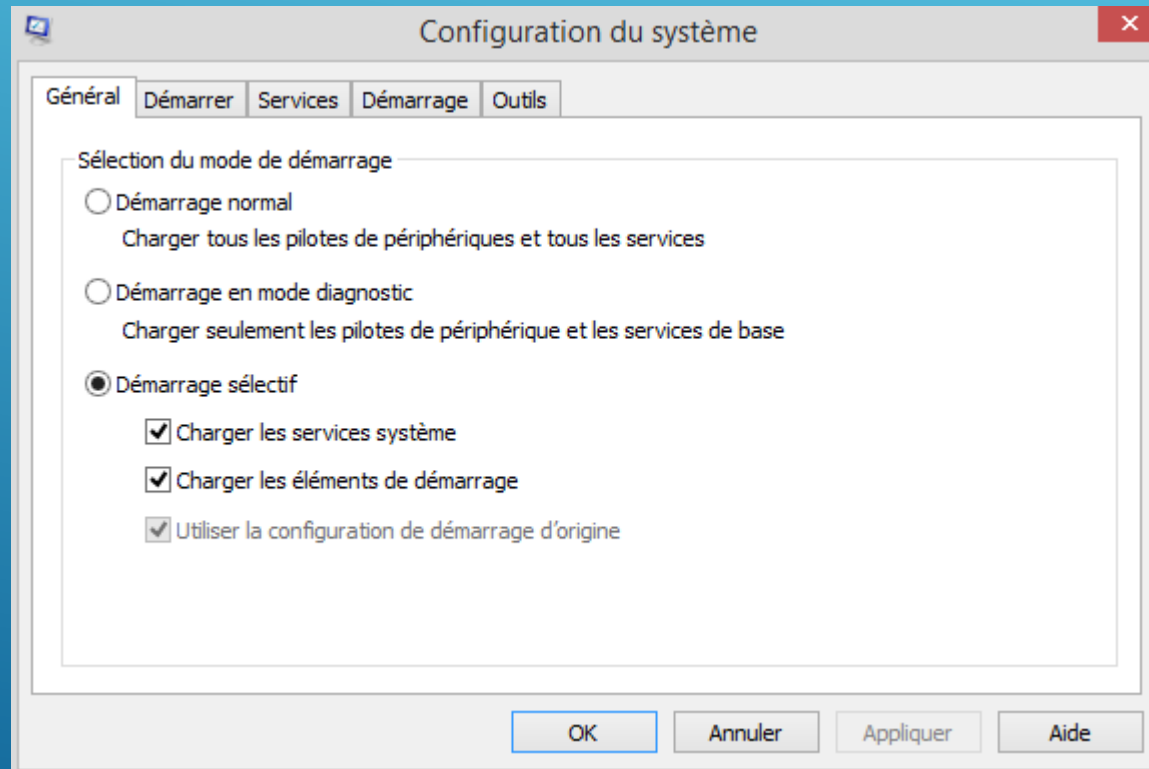 Configuration du système
Général Démarrer Services Démarrage Outils
Sélection du mode de démarrage
Démarrage normal
Charger tous les pilotes de périphériques et tous les services
Démarrage en mode diagnostic
Charger seulement les pilotes de périphérique et les services de base
Démarrage sélectif
Charger les services système
Charger les éléments de démarrage
Utiliser la configuration de démarrage d'origine
OK Annuler Appliquer Aide